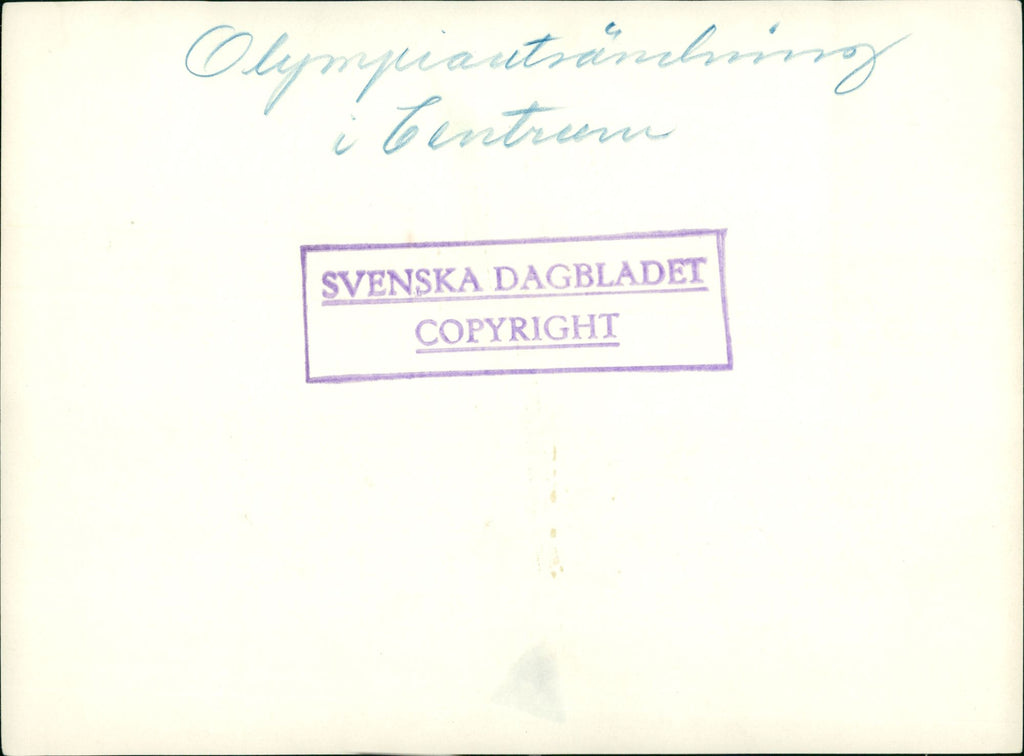 Olympiautsändning
i Centrum
SVENSKA DAGBLADET
COPYRIGHT